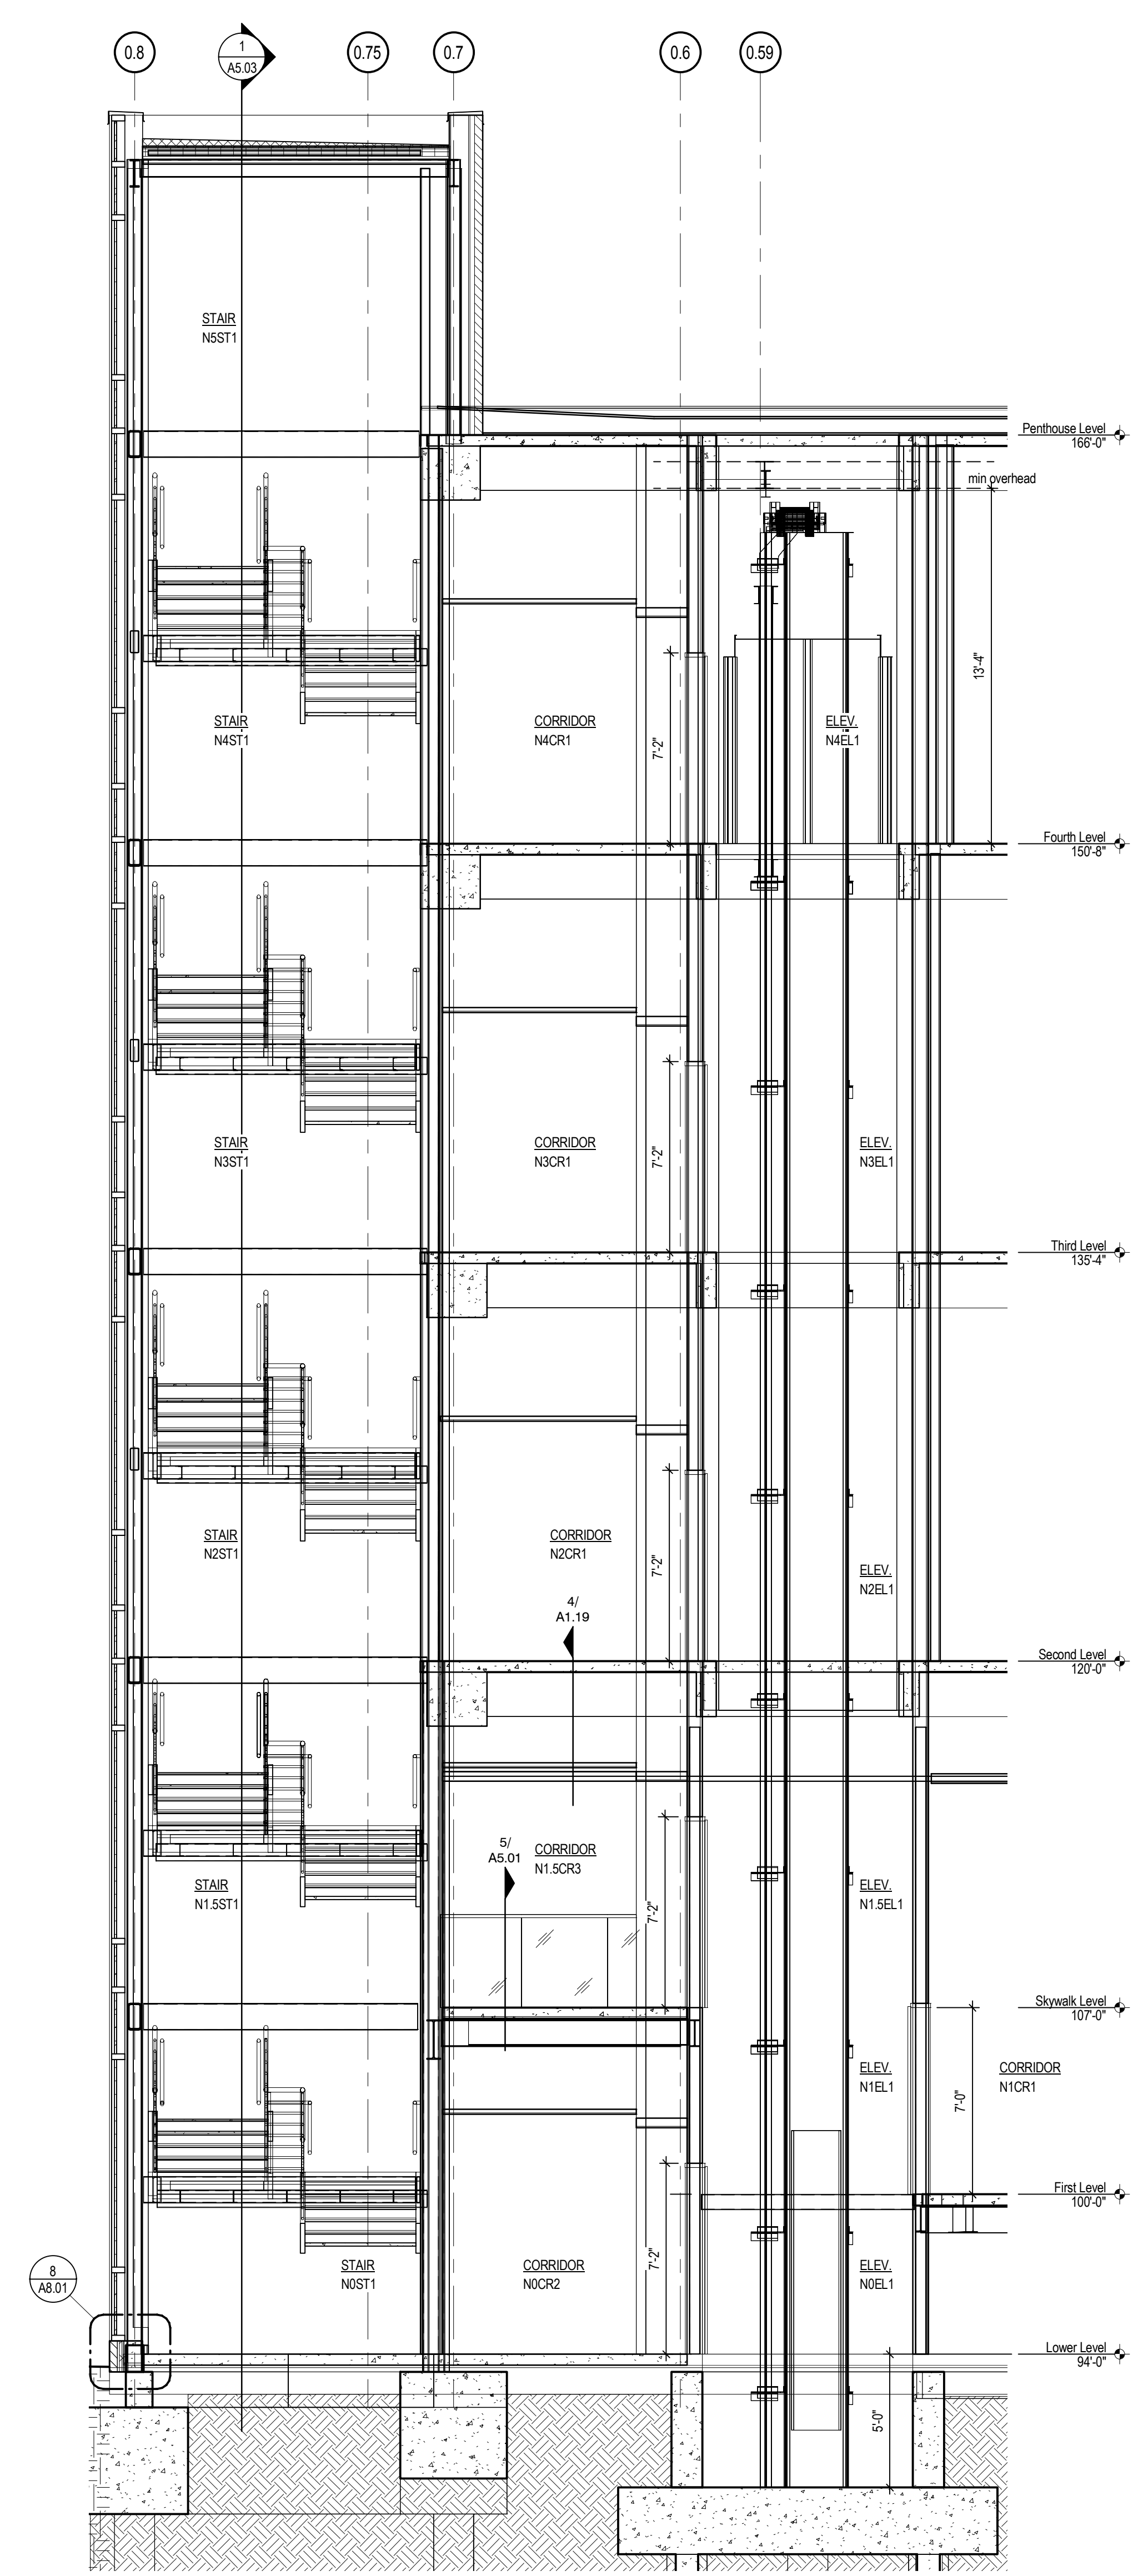 0.8
1
A5.03
0.75
0.7
0.6
0.59
STAIR
N5ST1
Penthouse Level
166'-0"
min overhead
13'-4"
STAIR
N4ST1
CORRIDOR
N4CR1
7'-2"
ELEV.
N4EL1
Fourth Level
150'-8"
STAIR
N3ST1
CORRIDOR
N3CR1
7'-2"
ELEV.
N3EL1
Third Level
135'-4"
STAIR
N2ST1
CORRIDOR
N2CR1
7'-2"
ELEV.
N2EL1
4/
A1.19
Second Level
120'-0"
5/
A5.01
CORRIDOR
N1.5CR3
STAIR
N1.5ST1
7'-2"
ELEV.
N1.5EL1
Skywalk Level
107'-0"
ELEV.
N1EL1
7'-0"
CORRIDOR
N1CR1
First Level
100'-0"
8
A8.01
STAIR
N0ST1
CORRIDOR
N0CR2
7'-2"
ELEV.
N0EL1
Lower Level
94'-0"
5'-0"